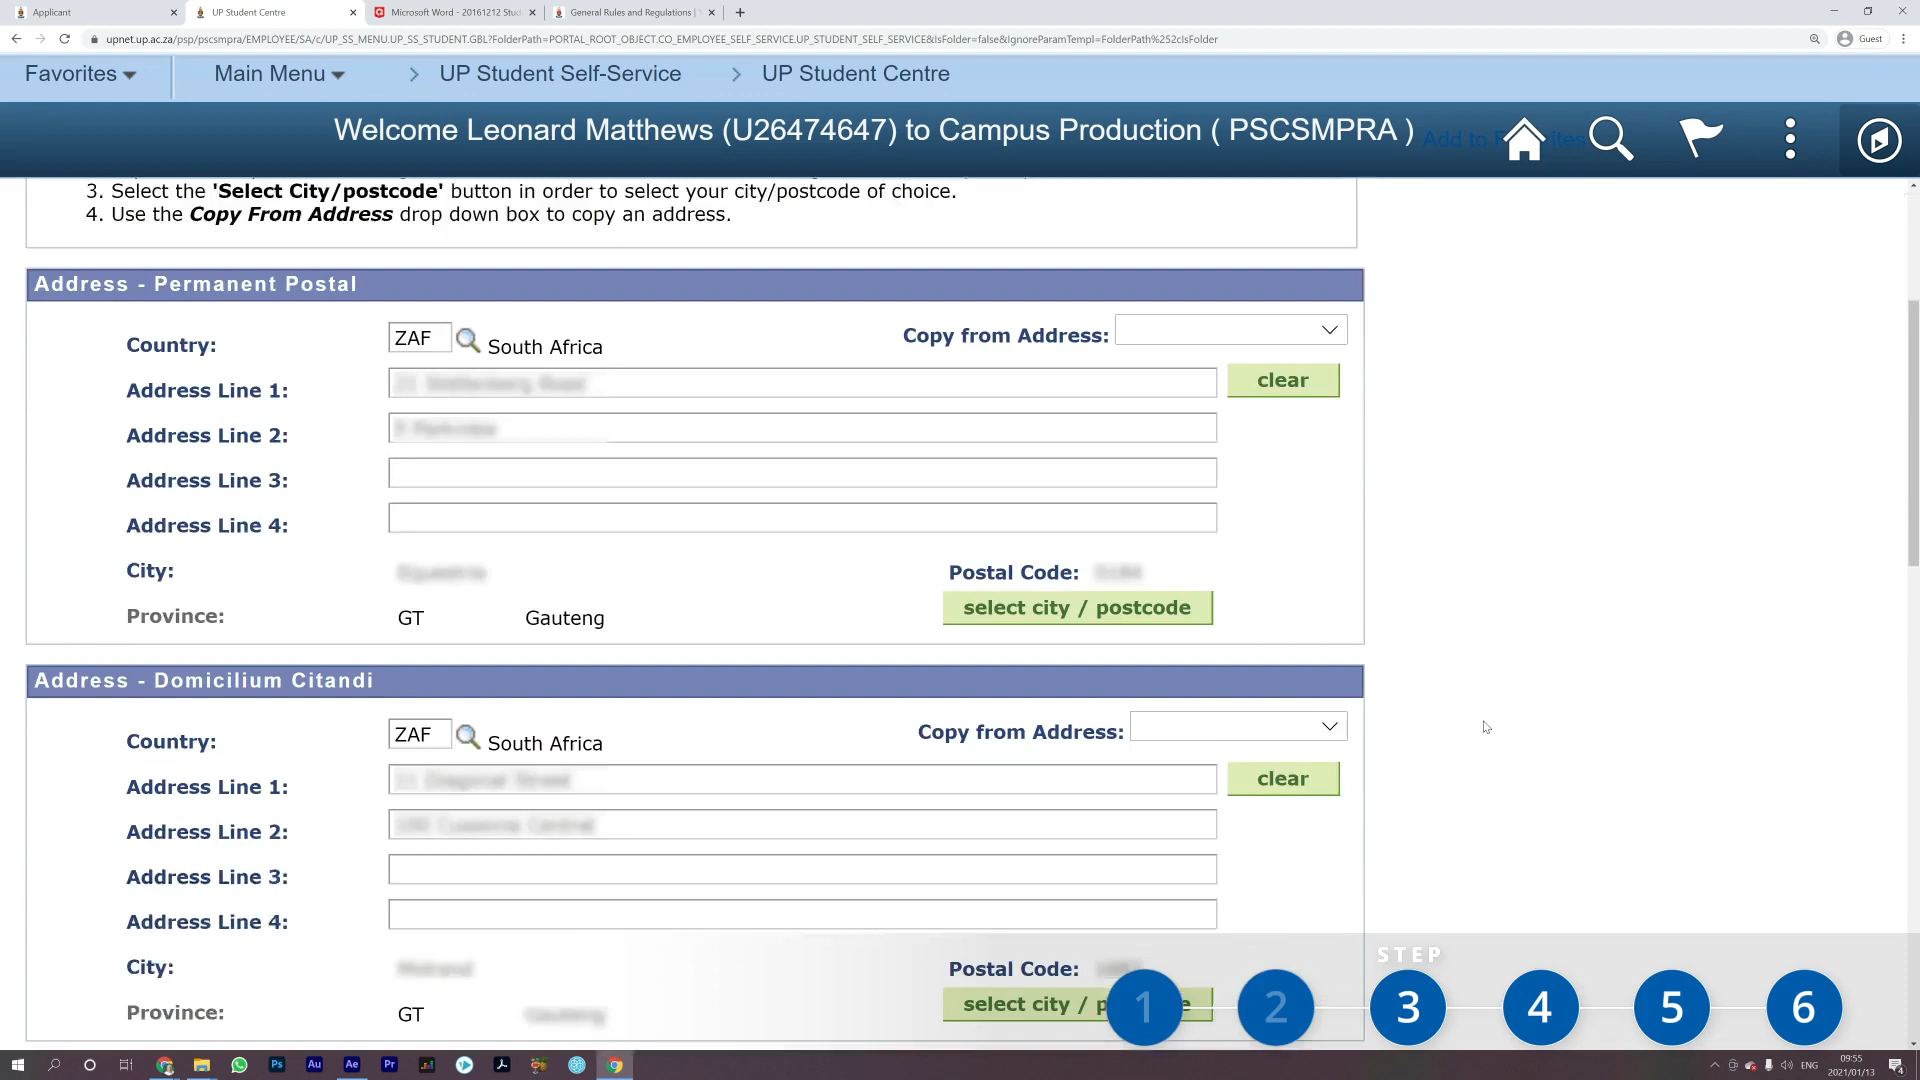 Applicant
UP Student Centre
Microsoft Word - 20161212 Stud
General Rules and Regulations |
upnet.up.ac.za/psp/pscsmpra/EMPLOYEE/SA/c/UP_SS_MENU.UP_SS_STUDENT.GBL?FolderPath=PORTAL_ROOT_OBJECT.CO_EMPLOYEE_SELF_SERVICE.UP_STUDENT_SELF_SERVICE&IsFolder=false&IgnoreParamTempl=FolderPath%252cIsFolder
Guest
Favorites
Main Menu
UP Student Self-Service
UP Student Centre
Welcome Leonard Matthews (U26474647) to Campus Production ( PSCSMPRA )
Add to
3. Select the 'Select City/postcode' button in order to select your city/postcode of choice.
4. Use the Copy From Address drop down box to copy an address.
Address - Permanent Postal
Country: ZAF South Africa
Copy from Address:
Address Line 1:
clear
Address Line 2:
Address Line 3:
Address Line 4:
City:
Postal Code:
select city / postcode
Province: GT Gauteng
Address - Domicilium Citandi
Country: ZAF South Africa
Copy from Address:
Address Line 1:
clear
Address Line 2:
Address Line 3:
Address Line 4:
City:
Postal Code:
select city / p e
Province: GT
STEP
1 2 3 4 5 6
Ps Au Ae Pr
ENG
09:55
2021/01/13
4